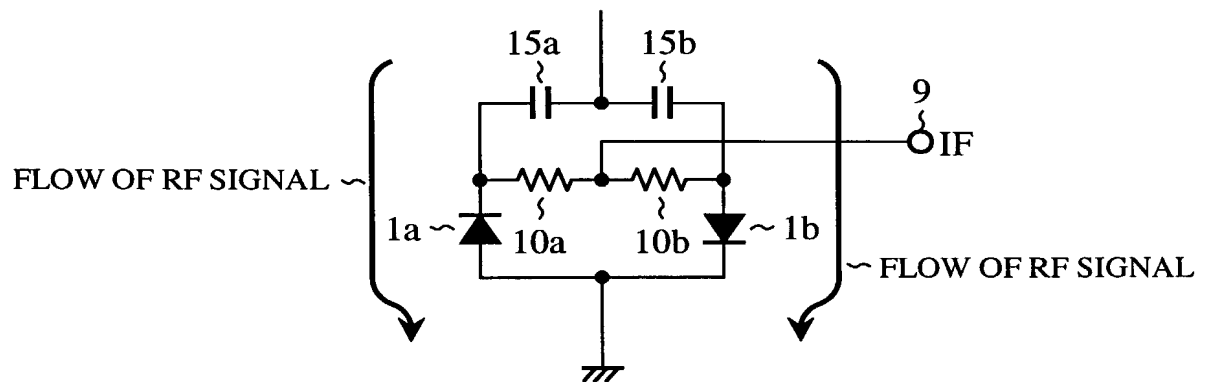 15a
15b
9
IF
FLOW OF RF SIGNAL
1a
10a
10b
1b
FLOW OF RF SIGNAL